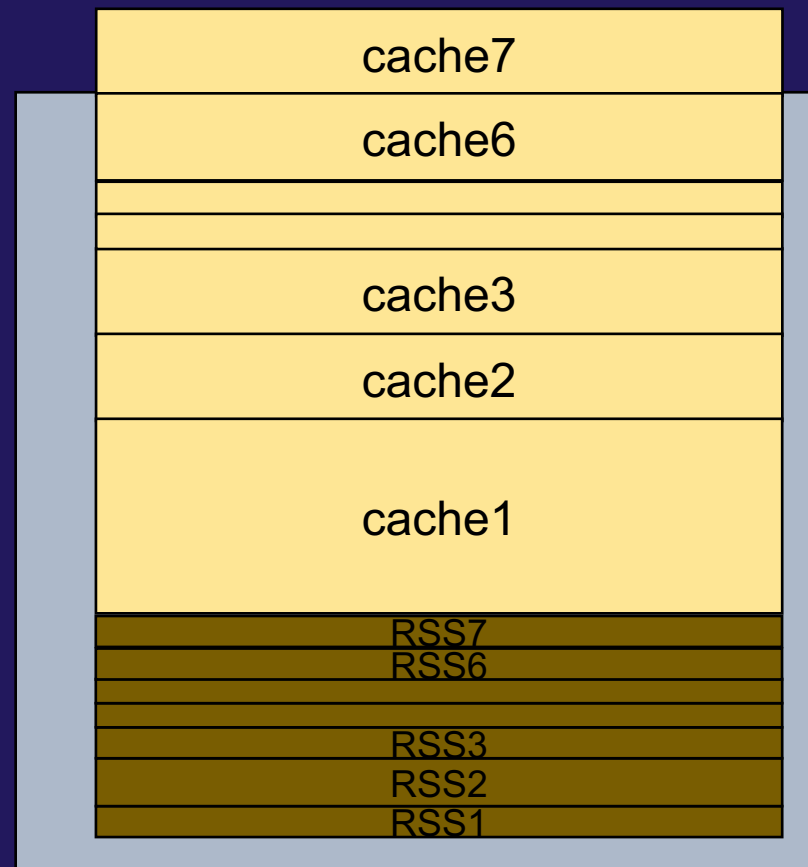 cache7
cache6
cache3
cache2
cache1
RSS7
RSS6
RSS3
RSS2
RSS1